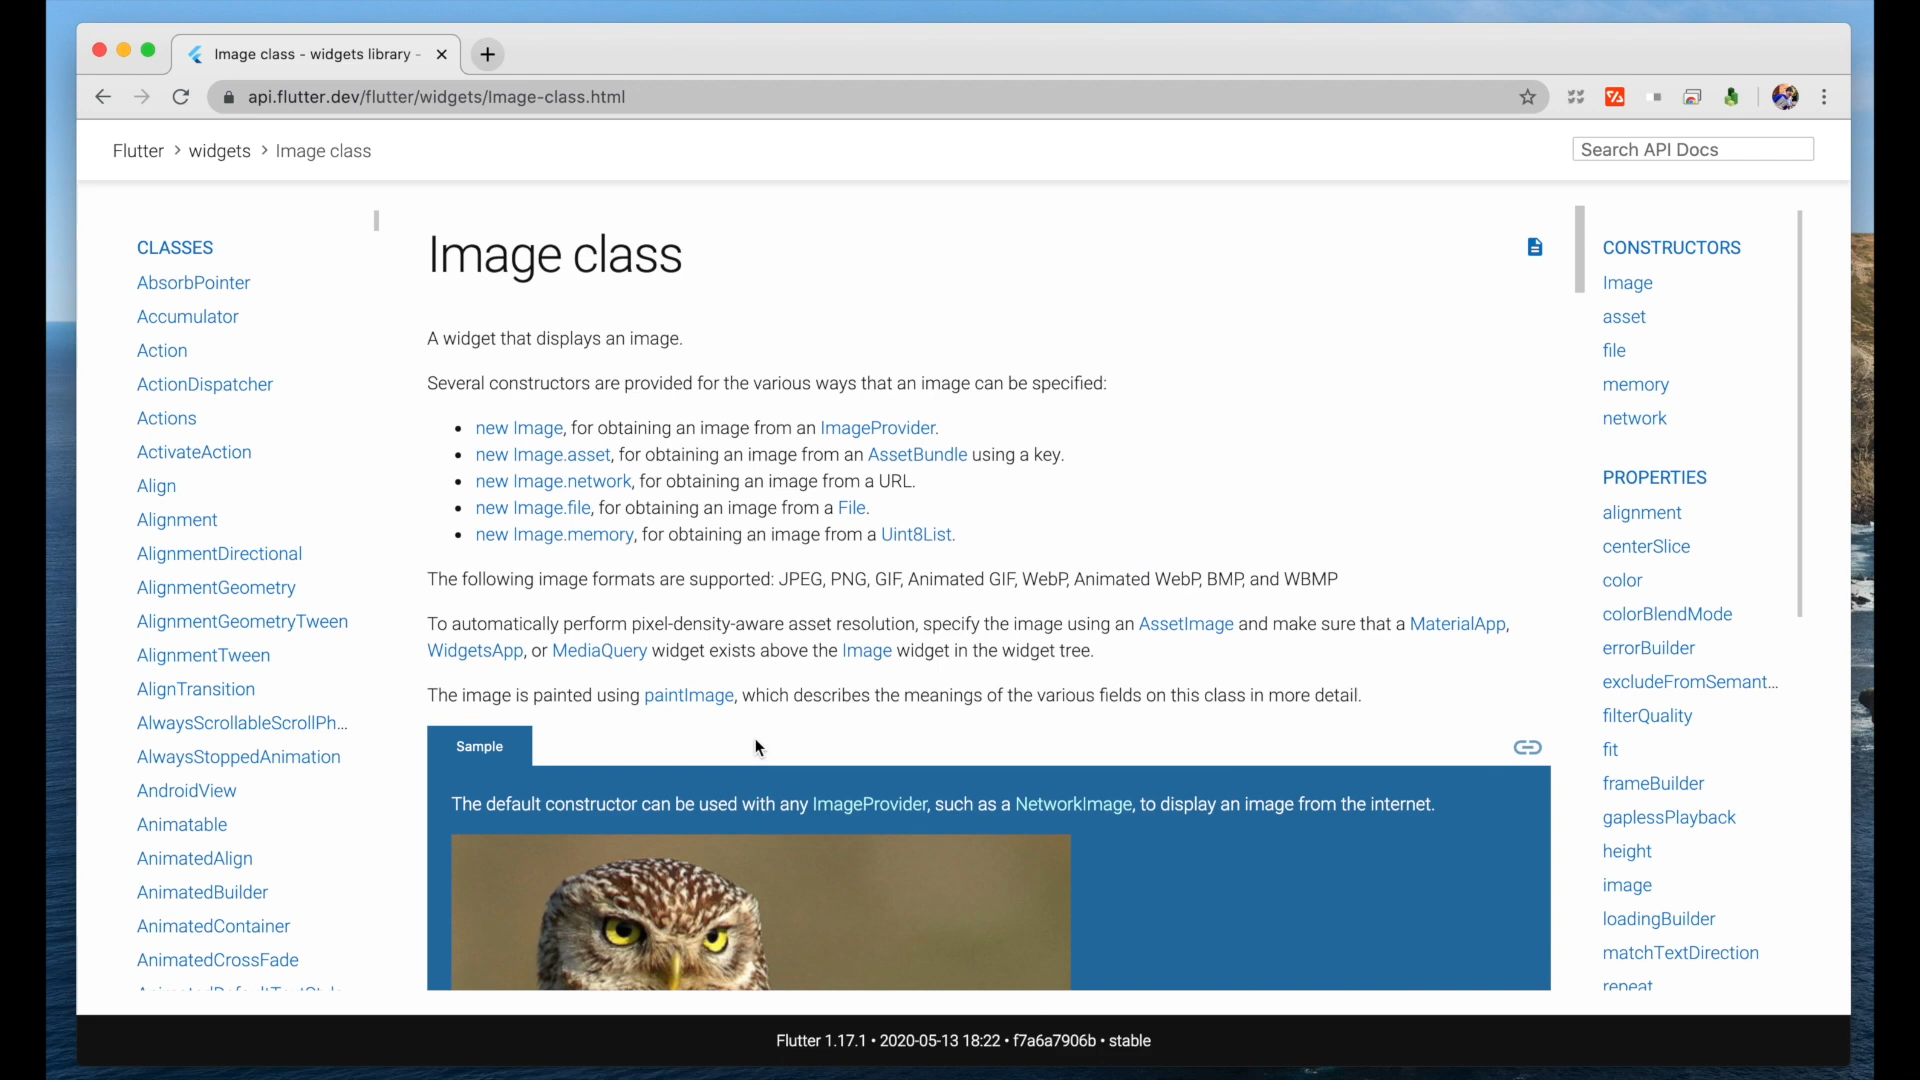 Image class - widgets library -
api.flutter.dev/flutter/widgets/Image-class.html
Flutter > widgets > Image class
Search API Docs
CLASSES
AbsorbPointer
Accumulator
Action
ActionDispatcher
Actions
ActivateAction
Align
Alignment
AlignmentDirectional
AlignmentGeometry
AlignmentGeometryTween
AlignmentTween
AlignTransition
AlwaysScrollableScrollPh...
AlwaysStoppedAnimation
AndroidView
Animatable
AnimatedAlign
AnimatedBuilder
AnimatedContainer
AnimatedCrossFade
Image class
A widget that displays an image.
Several constructors are provided for the various ways that an image can be specified:
• new Image, for obtaining an image from an ImageProvider.
• new Image.asset, for obtaining an image from an AssetBundle using a key.
• new Image.network, for obtaining an image from a URL.
• new Image.file, for obtaining an image from a File.
• new Image.memory, for obtaining an image from a Uint8List.
The following image formats are supported: JPEG, PNG, GIF, Animated GIF, WebP, Animated WebP, BMP, and WBMP
To automatically perform pixel-density-aware asset resolution, specify the image using an AssetImage and make sure that a MaterialApp,
WidgetsApp, or MediaQuery widget exists above the Image widget in the widget tree.
The image is painted using paintImage, which describes the meanings of the various fields on this class in more detail.
Sample
The default constructor can be used with any ImageProvider, such as a NetworkImage, to display an image from the internet.
CONSTRUCTORS
Image
asset
file
memory
network
PROPERTIES
alignment
centerSlice
color
colorBlendMode
errorBuilder
excludeFromSemant...
filterQuality
fit
frameBuilder
gaplessPlayback
height
image
loadingBuilder
matchTextDirection
repeat
Flutter 1.17.1 • 2020-05-13 18:22 • f7a6a7906b • stable